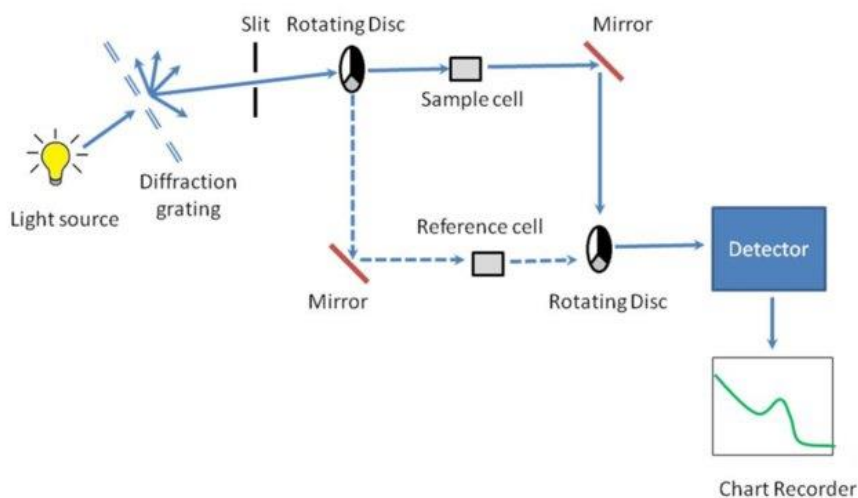 Slit
Rotating Disc
Mirror
Sample cell
Diffraction
grating
Light source
Reference cell
Mirror
Rotating Disc
Detector
Chart Recorder